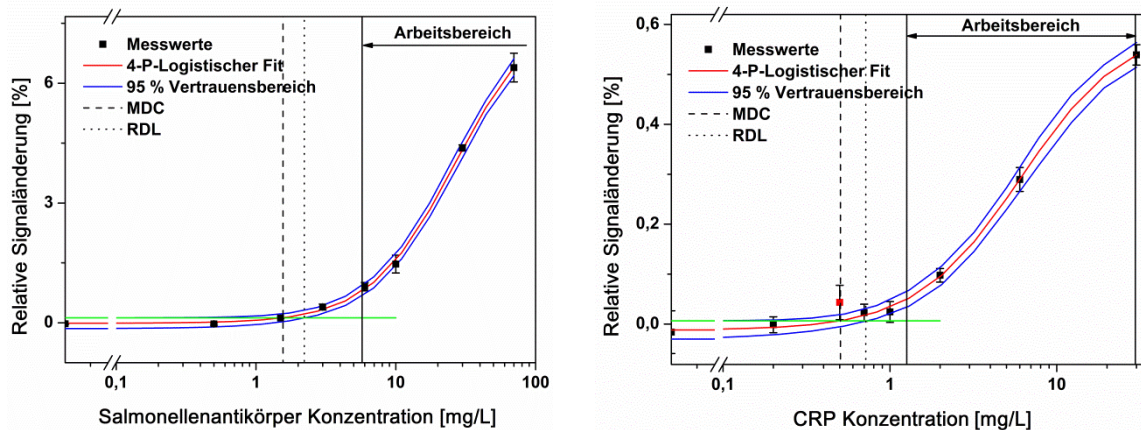 Arbeitsbereich
Messwerte
4-P-Logistischer Fit
95 % Vertrauensbereich
MDC
RDL
6
3
0
0,1
1
10
100
Relative Signaländerung [%]
Salmonellenantikörper Konzentration [mg/L]
0,6
Arbeitsbereich
Messwerte
4-P-Logistischer Fit
95 % Vertrauensbereich
MDC
RDL
0,4
0,2
0,0
0,1
1
10
Relative Signaländerung [%]
CRP Konzentration [mg/L]